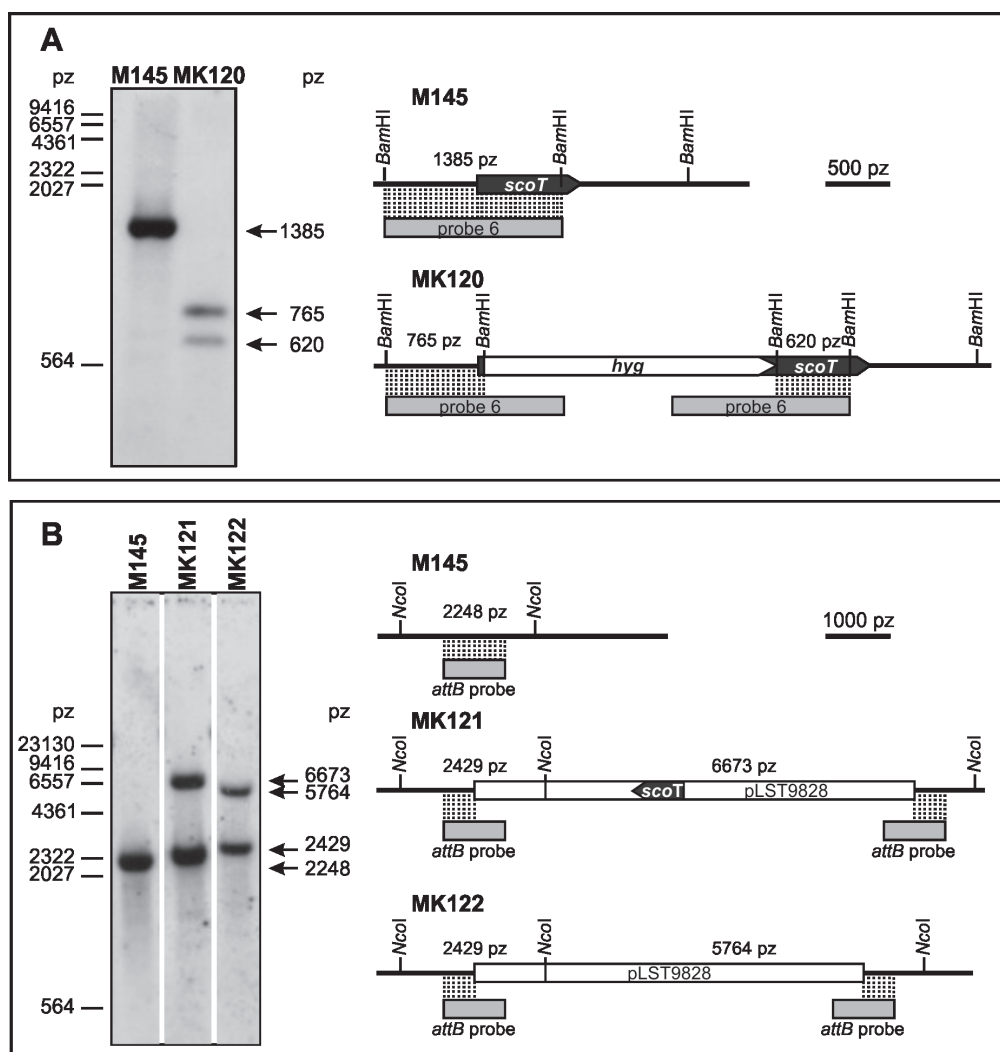 A
pz
M145 MK120
pz
9416
6557
4361
2322
2027
564
1385
765
620
M145
BamHI
1385 pz
BamHI
BamHI
500 pz
scoT
probe 6
MK120
BamHI
765 pz
BamHI
BamHI
620 pz
BamHI
BamHI
hyg
scoT
probe 6
probe 6
B
M145
MK121
MK122
pz
pz
23130
9416
6557
4361
2322
2027
564
6673
5764
2429
2248
M145
NcoI
2248 pz
NcoI
1000 pz
attB probe
MK121
NcoI
2429 pz
NcoI
6673 pz
NcoI
scoT
pLST9828
attB probe
attB probe
MK122
NcoI
2429 pz
NcoI
5764 pz
NcoI
pLST9828
attB probe
attB probe